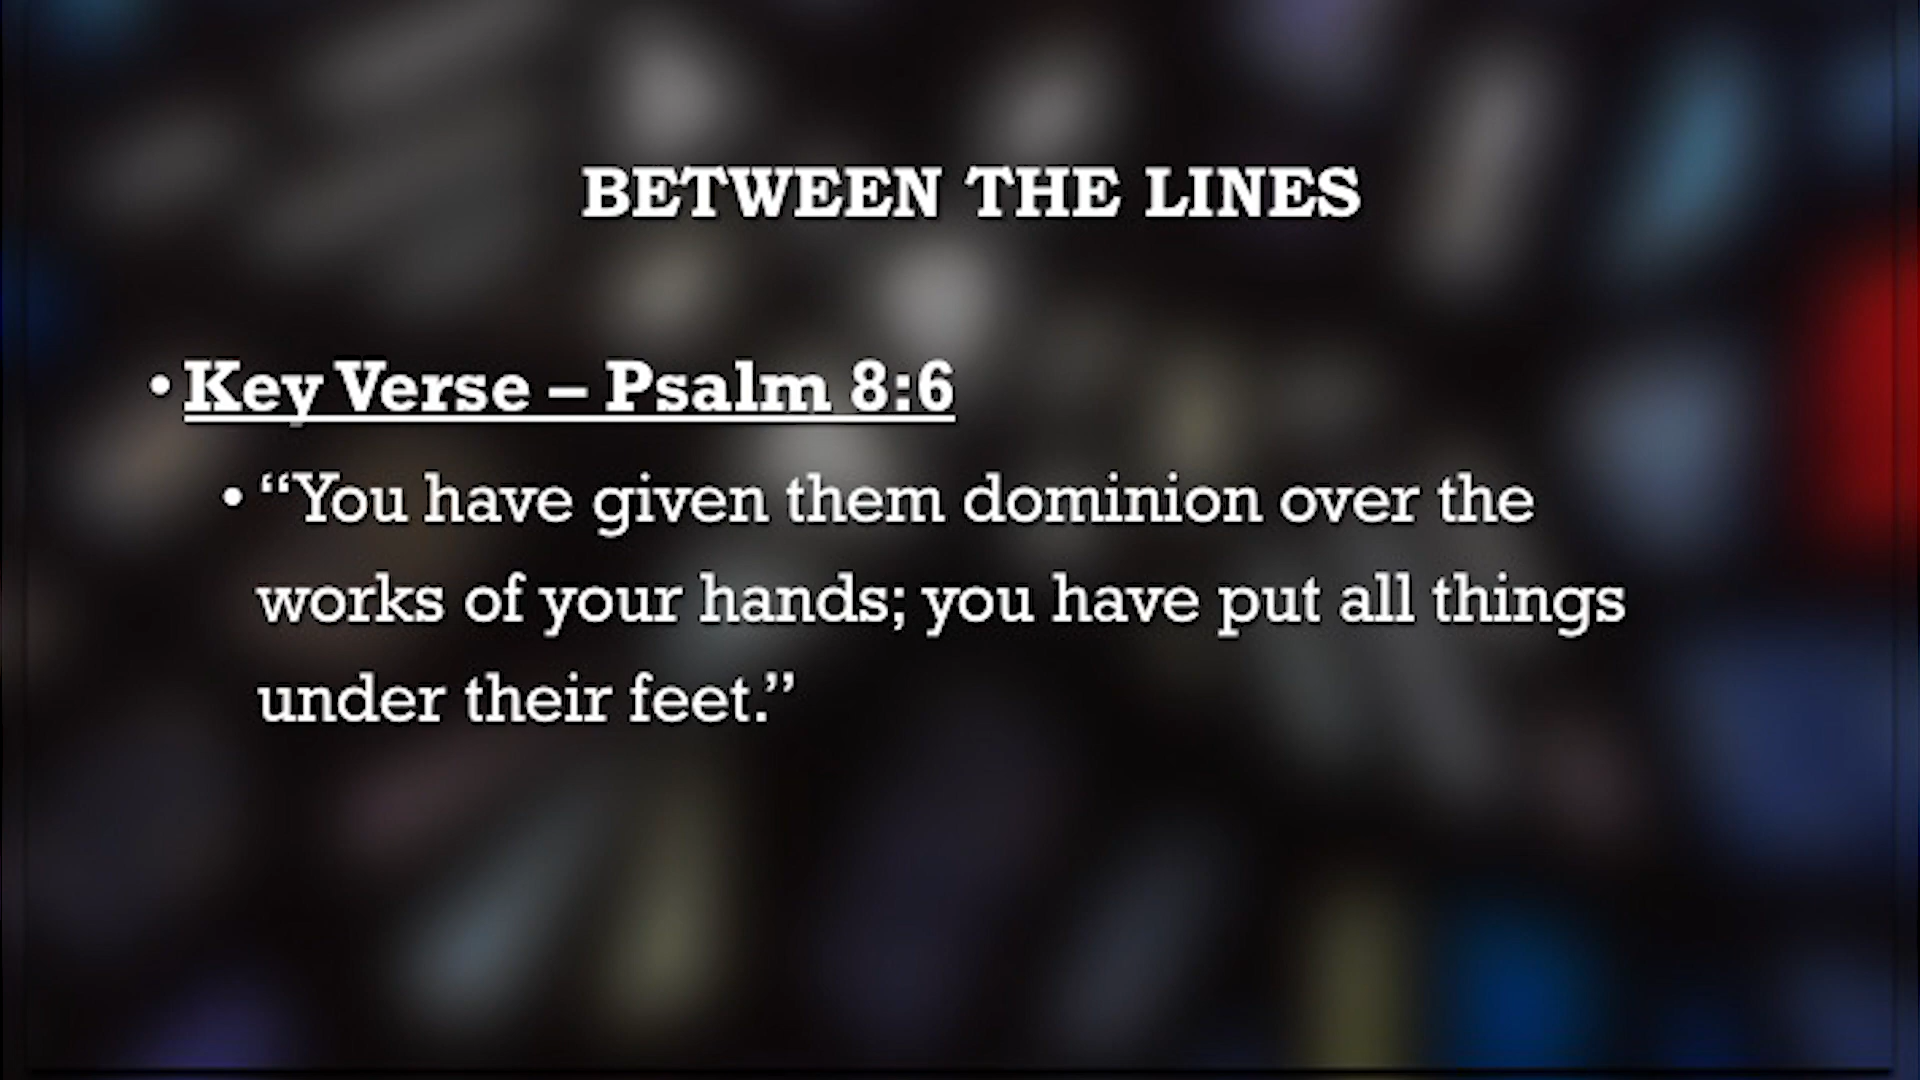 BETWEEN THE LINES
• Key Verse – Psalm 8:6
• “You have given them dominion over the
works of your hands; you have put all things
under their feet.”